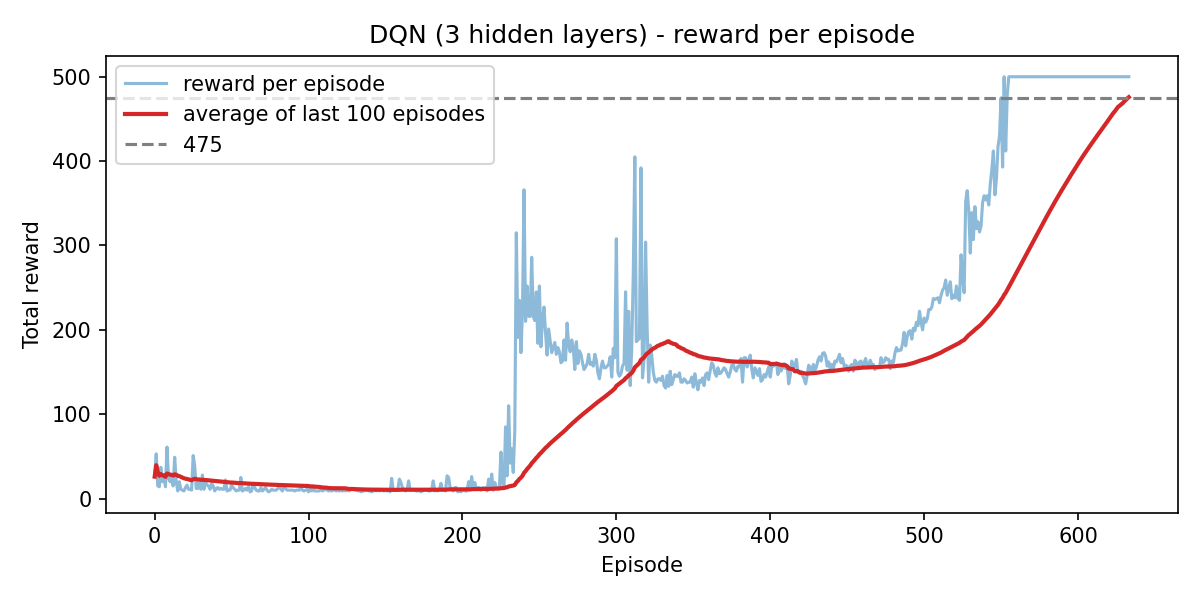 DQN (3 hidden layers) - reward per episode
reward per episode
average of last 100 episodes
475
500
400
300
200
100
0
Total reward
0 100 200 300 400 500 600
Episode